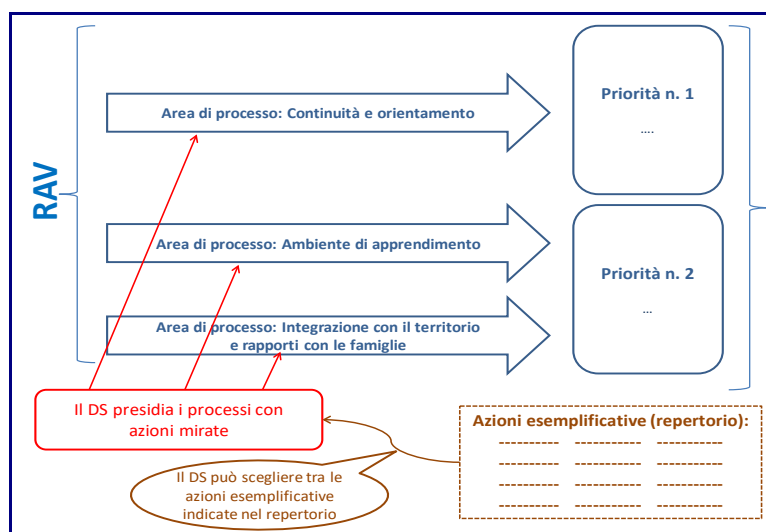 RAV
Area di processo: Continuità e orientamento
Priorità n. 1
....
Area di processo: Ambiente di apprendimento
Priorità n. 2
...
Area di processo: Integrazione con il territorio
e rapporti con le famiglie
Il DS presidia i processi con
azioni mirate
Azioni esemplificative (repertorio):
---------- ----------- -----------
---------- ----------- -----------
---------- ----------- -----------
---------- ----------- -----------
Il DS può scegliere tra le
azioni esemplificative
indicate nel repertorio